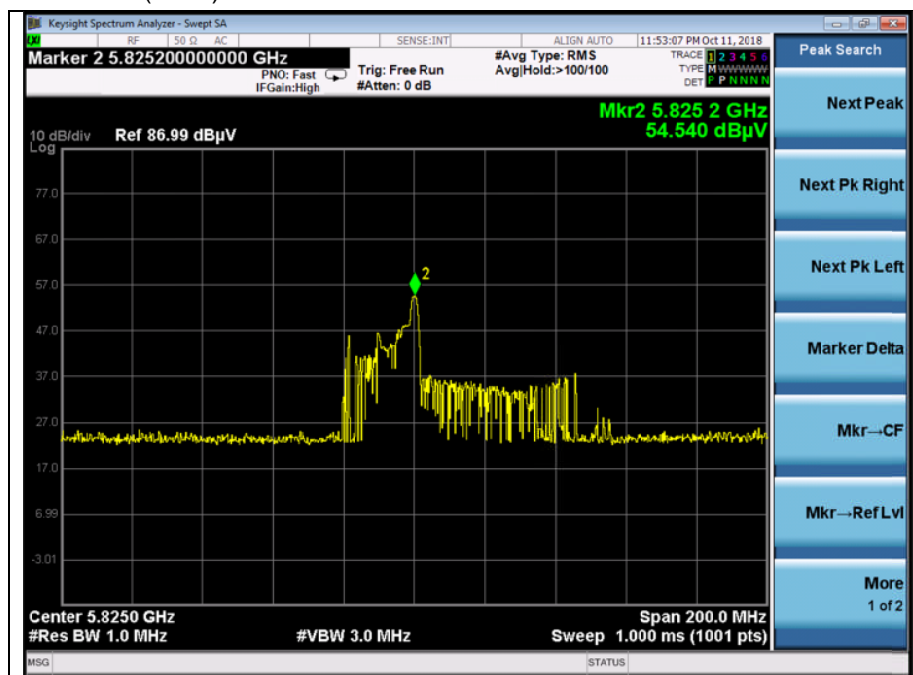 Keysight Spectrum Analyzer - Swept SA
RF 50 Ω AC SENSE:INT ALIGN AUTO 11:53:07 PM Oct 11, 2018
Marker 2 5.825200000000 GHz
PNO: Fast
IFGain:High
Trig: Free Run
#Atten: 0 dB
#Avg Type: RMS
Avg|Hold:>100/100
TRACE 1 2 3 4 5 6
TYPE M WWWWW
DET P P N N N N
Mkr2 5.825 2 GHz
54.540 dBµV
10 dB/div Ref 86.99 dBµV
Log
77.0
67.0
57.0
47.0
37.0
27.0
17.0
6.99
-3.01
2
Center 5.8250 GHz Span 200.0 MHz
#Res BW 1.0 MHz #VBW 3.0 MHz Sweep 1.000 ms (1001 pts)
MSG STATUS
Peak Search
Next Peak
Next Pk Right
Next Pk Left
Marker Delta
Mkr→CF
Mkr→Ref Lvl
More
1 of 2